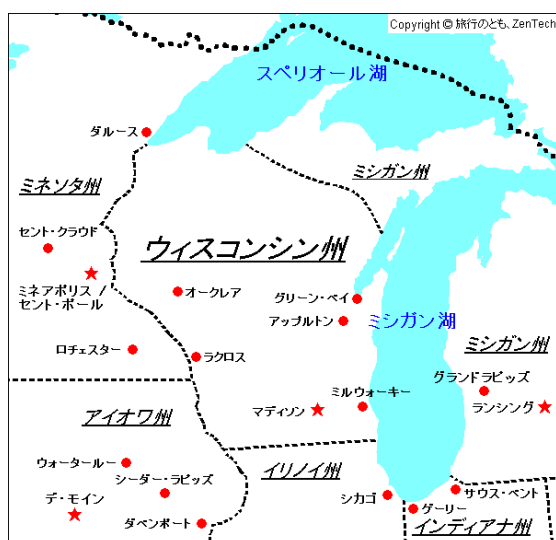 Copyright © 旅行のとも、ZenTech
スペリオール湖
ダルース
ミシガン州
ミネソタ州
セント・クラウド
ウィスコンシン州
ミネアポリス /
セント・ポール
オークレア
グリーン・ベイ
アップルトン
ミシガン湖
ロチェスター
ラクロス
ミシガン州
グランドラピッズ
ランシング
マディソン
ミルウォーキー
アイオワ州
ウォータールー
シーダー・ラピッズ
デ・モイン
ダベンポート
イリノイ州
シカゴ
サウス・ベント
ゲーリー
インディアナ州